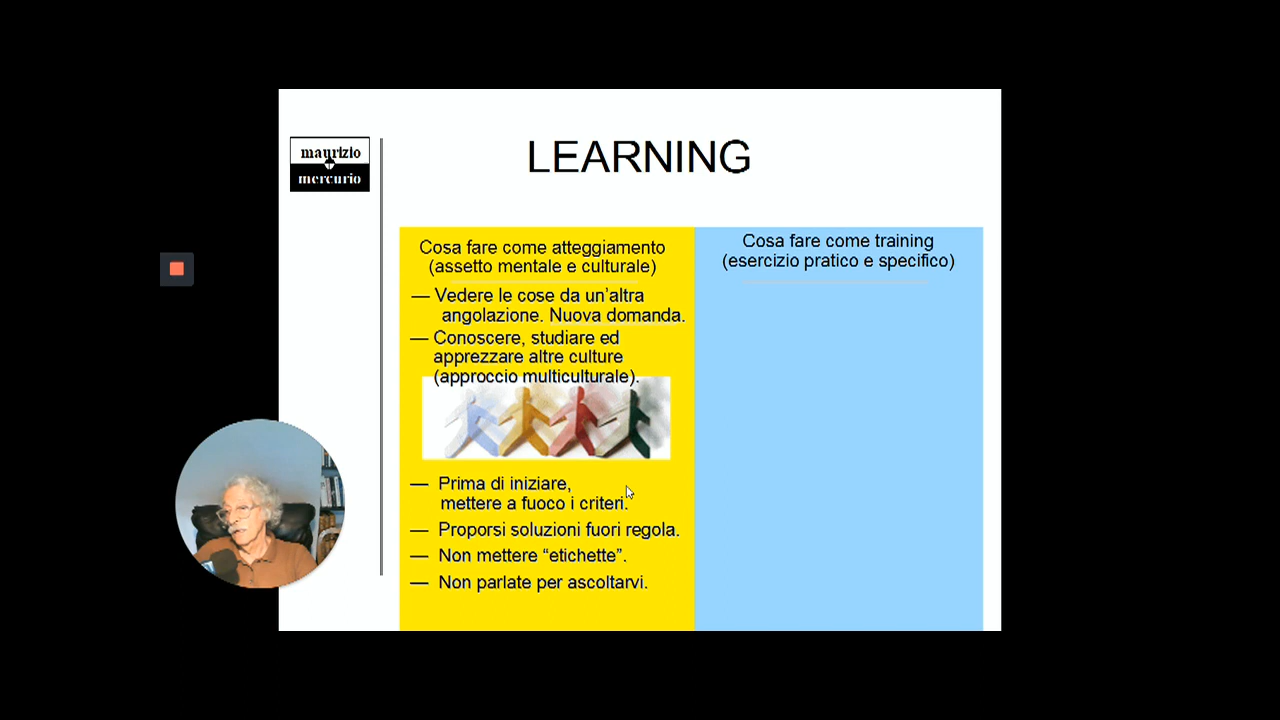 maurizio
mercurio
LEARNING
Cosa fare come atteggiamento
(assetto mentale e culturale)
— Vedere le cose da un’altra
angolazione. Nuova domanda.
— Conoscere, studiare ed
apprezzare altre culture
(approccio multiculturale).
— Prima di iniziare,
mettere a fuoco i criteri.
— Proporsi soluzioni fuori regola.
— Non mettere “etichette”.
— Non parlate per ascoltarvi.
Cosa fare come training
(esercizio pratico e specifico)